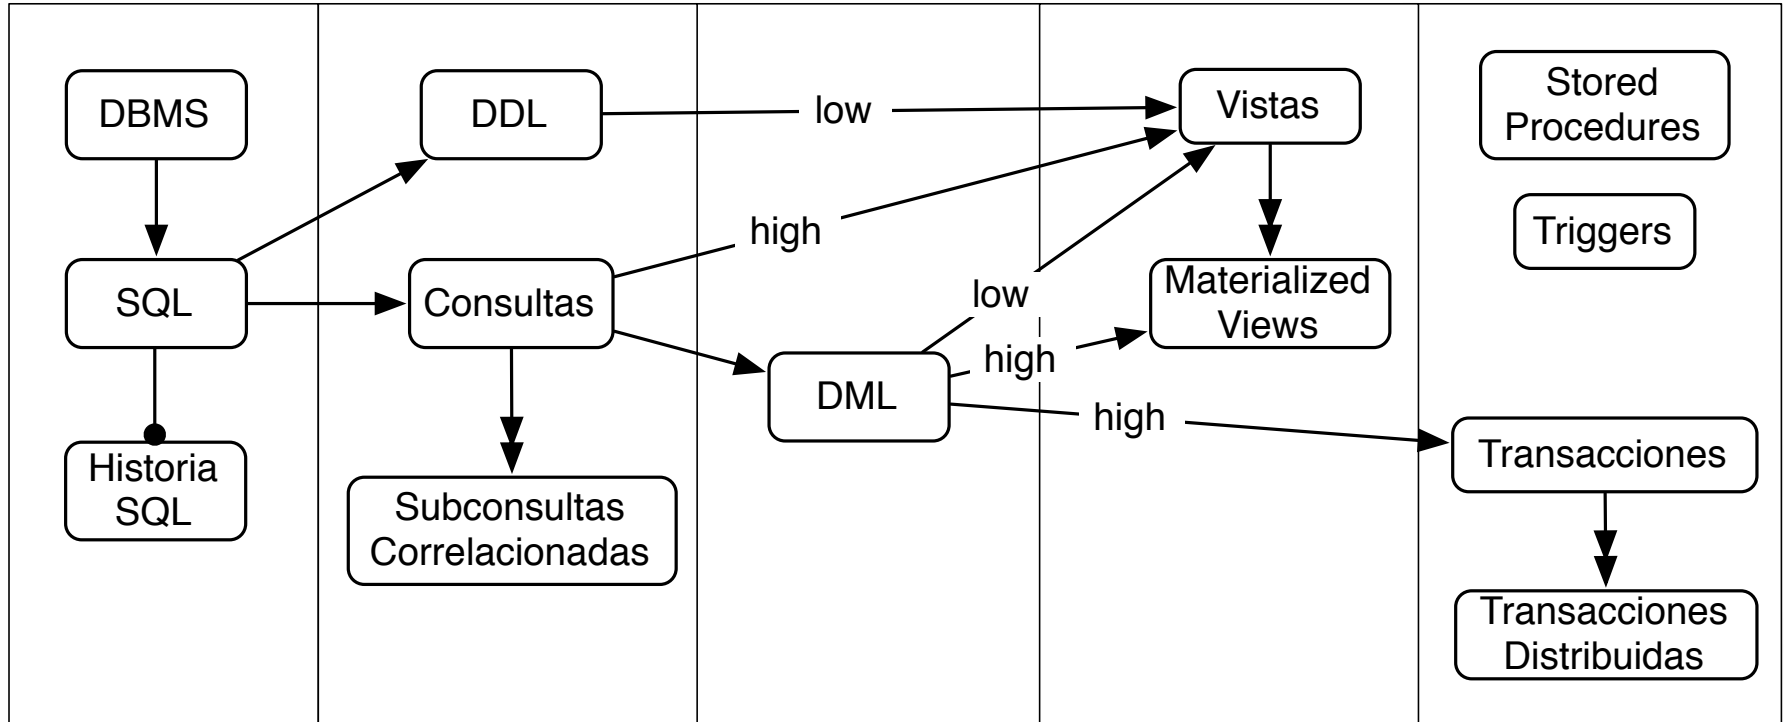 DBMS
DDL
low
Vistas
Stored
Procedures
high
Triggers
SQL
Consultas
low
Materialized
Views
high
DML
high
Historia
SQL
Subconsultas
Correlacionadas
Transacciones
Transacciones
Distribuidas